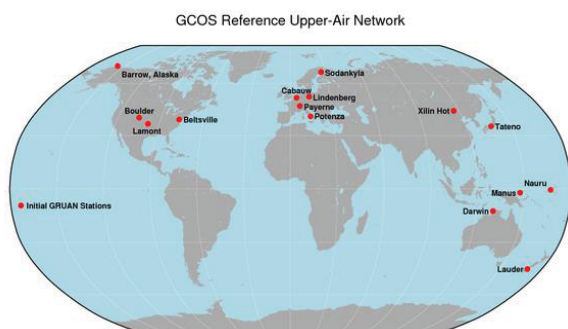 GCOS Reference Upper-Air Network
Barrow, Alaska
Sodankyla
Cabauw
Lindenberg
Payerne
Potenza
Boulder
Lamont
Beltsville
Xilin Hot
Tateno
Nauru
Manus
Initial GRUAN Stations
Darwin
Lauder